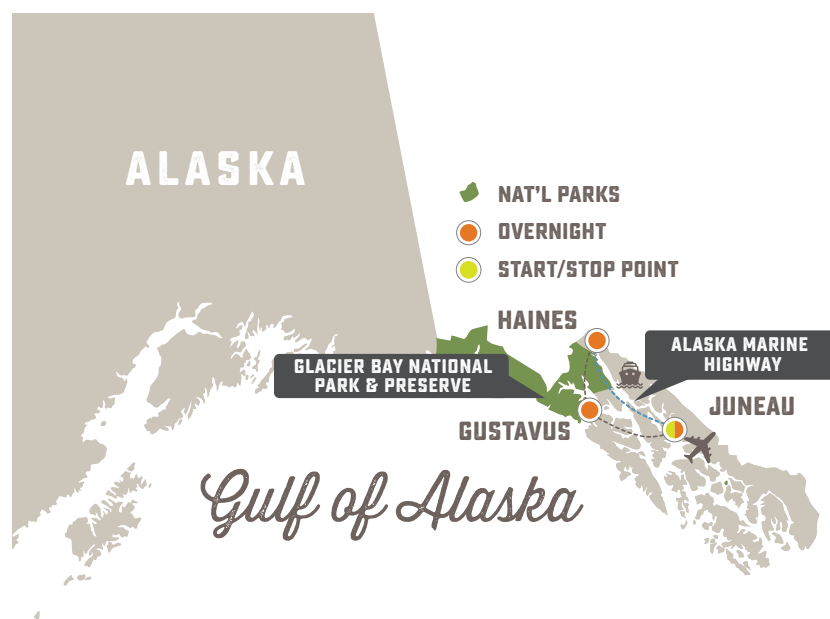 ALASKA
NAT'L PARKS
OVERNIGHT
START/STOP POINT
HAINES
ALASKA MARINE
HIGHWAY
GLACIER BAY NATIONAL
PARK & PRESERVE
JUNEAU
GUSTAVUS
Gulf of Alaska